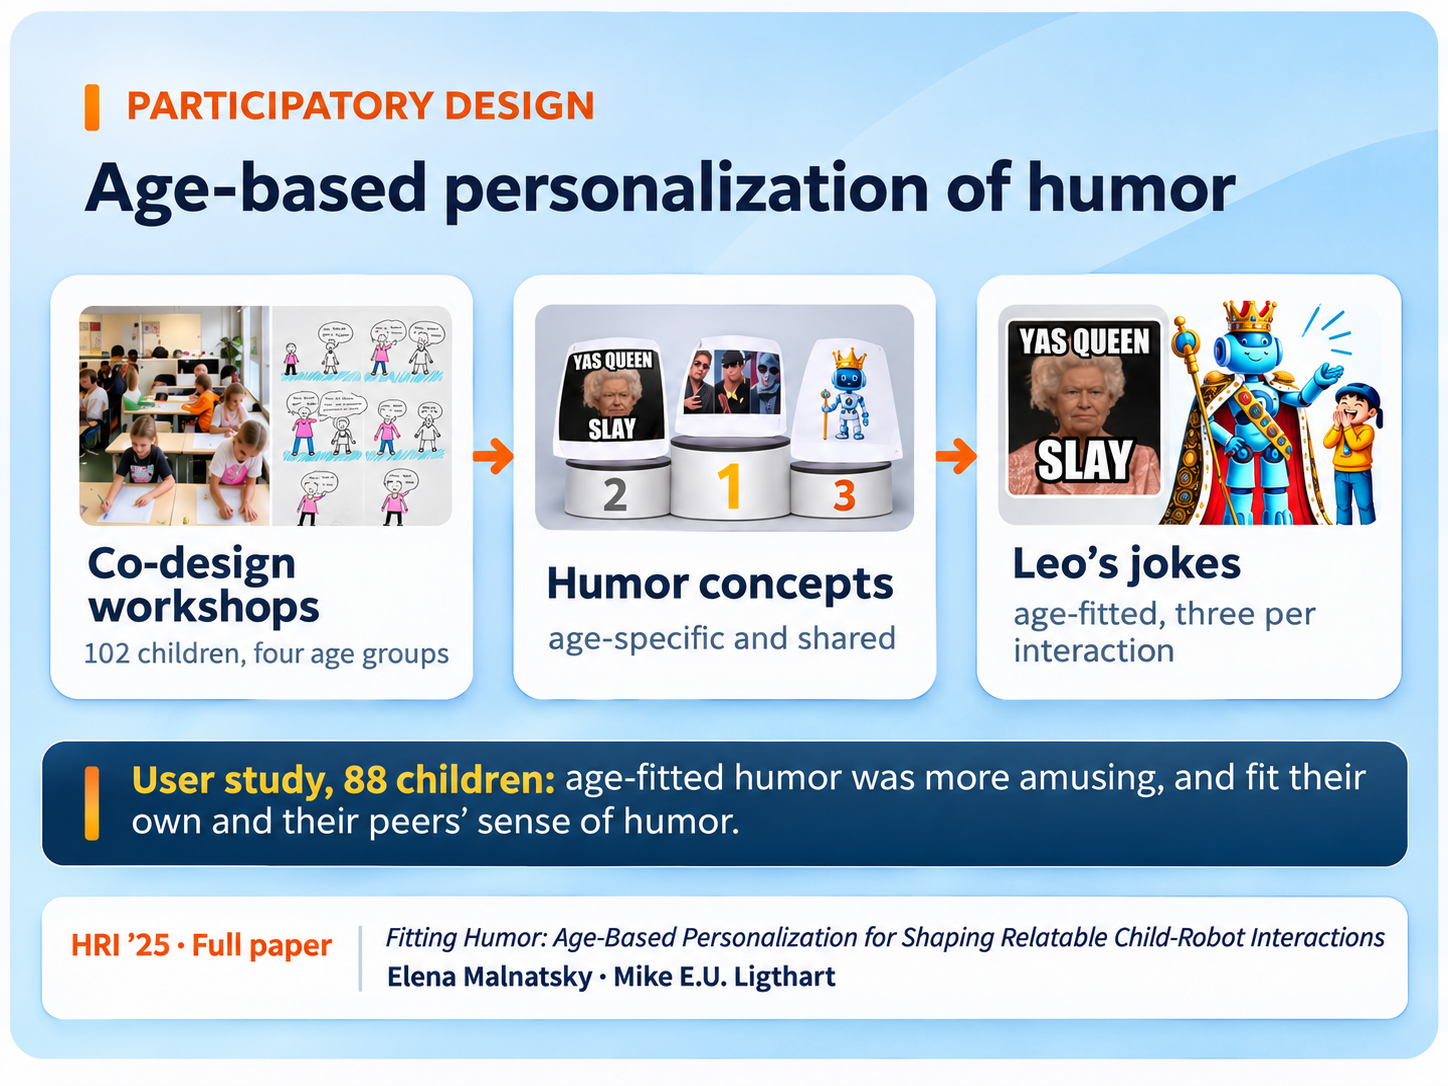 PARTICIPATORY DESIGN
Age-based personalization of humor
Co-design
workshops
102 children, four age groups
YAS QUEEN
SLAY
2
1
3
Humor concepts
age-specific and shared
YAS QUEEN
SLAY
Leo's jokes
age-fitted, three per
interaction
User study, 88 children: age-fitted humor was more amusing, and fit their
own and their peers' sense of humor.
HRI '25 · Full paper
Fitting Humor: Age-Based Personalization for Shaping Relatable Child-Robot Interactions
Elena Malnatsky · Mike E.U. Ligthart